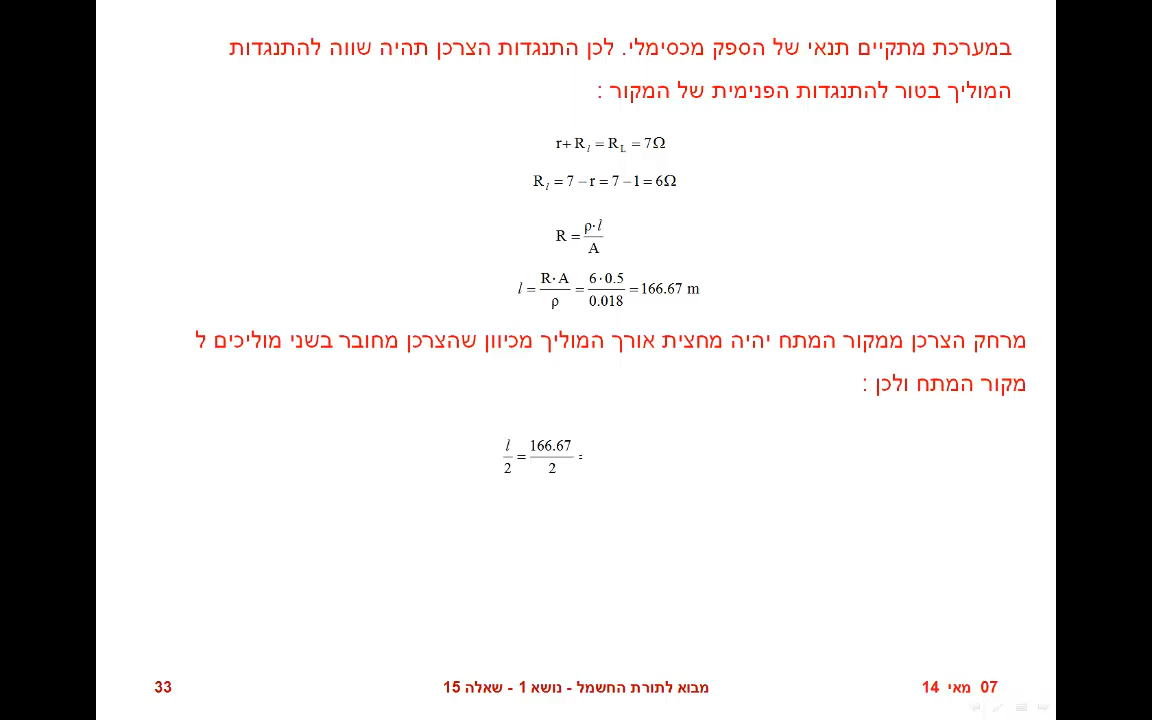 במערכת מתקיים תנאי של הספק מכסימלי. לכן התנגדות הצרכן תהיה שווה להתנגדות
המוליך בטור להתנגדות הפנימית של המקור :
r+ R_l = R_L = 7Ω
R_l = 7 − r = 7 − 1 = 6Ω
R = ρ·l / A
l = R·A / ρ = 6·0.5 / 0.018 = 166.67 m
מרחק הצרכן ממקור המתח יהיה מחצית אורך המוליך מכיוון שהצרכן מחובר בשני מוליכים ל
מקור המתח ולכן :
l / 2 = 166.67 / 2 =
07 מאי 14 מבוא לתורת החשמל - נושא 1 - שאלה 15 33